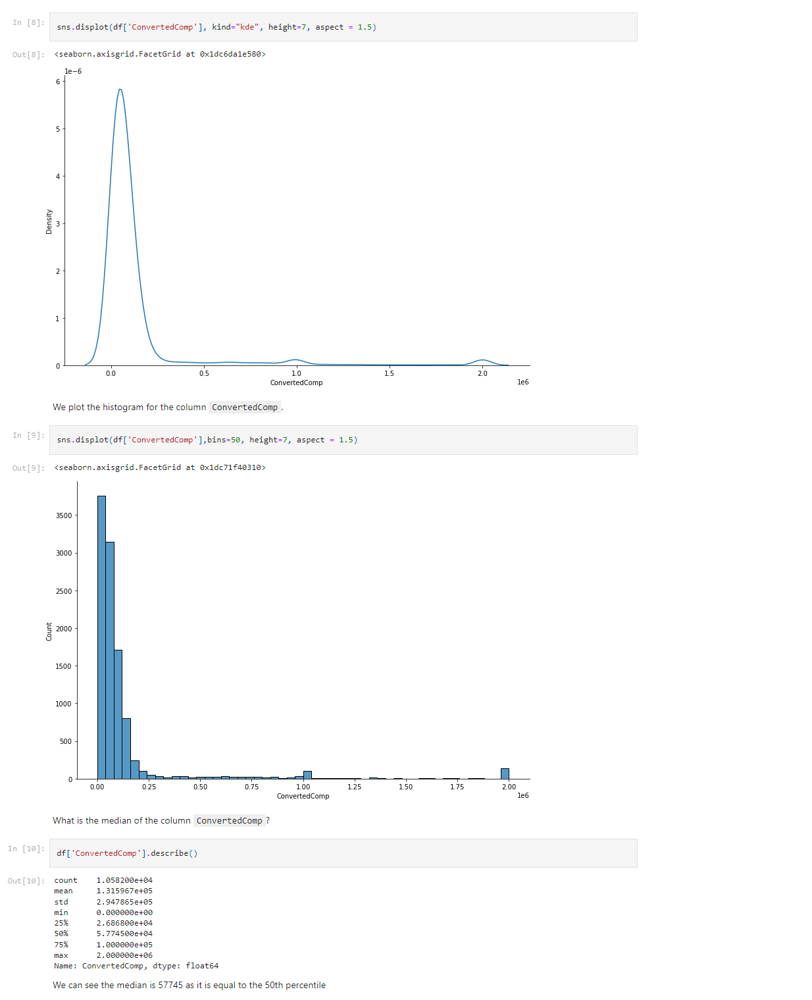 In [8]:
sns.displot(df['ConvertedComp'], kind="kde", height=7, aspect = 1.5)
Out[8]:
<seaborn.axisgrid.FacetGrid at 0x1dc6da1e580>
1e−6
6
5
4
3
2
1
0
Density
0.0 0.5 1.0 1.5 2.0
ConvertedComp
1e6
We plot the histogram for the column ConvertedComp.
In [9]:
sns.displot(df['ConvertedComp'],bins=50, height=7, aspect = 1.5)
Out[9]:
<seaborn.axisgrid.FacetGrid at 0x1dc71f40310>
3500
3000
2500
2000
1500
1000
500
0
Count
0.00 0.25 0.50 0.75 1.00 1.25 1.50 1.75 2.00
ConvertedComp
1e6
What is the median of the column ConvertedComp?
In [10]:
df['ConvertedComp'].describe()
Out[10]:
count    1.058200e+04
mean     1.315967e+05
std      2.947865e+05
min      0.000000e+00
25%      2.686800e+04
50%      5.774500e+04
75%      1.000000e+05
max      2.000000e+06
Name: ConvertedComp, dtype: float64
We can see the median is 57745 as it is equal to the 50th percentile